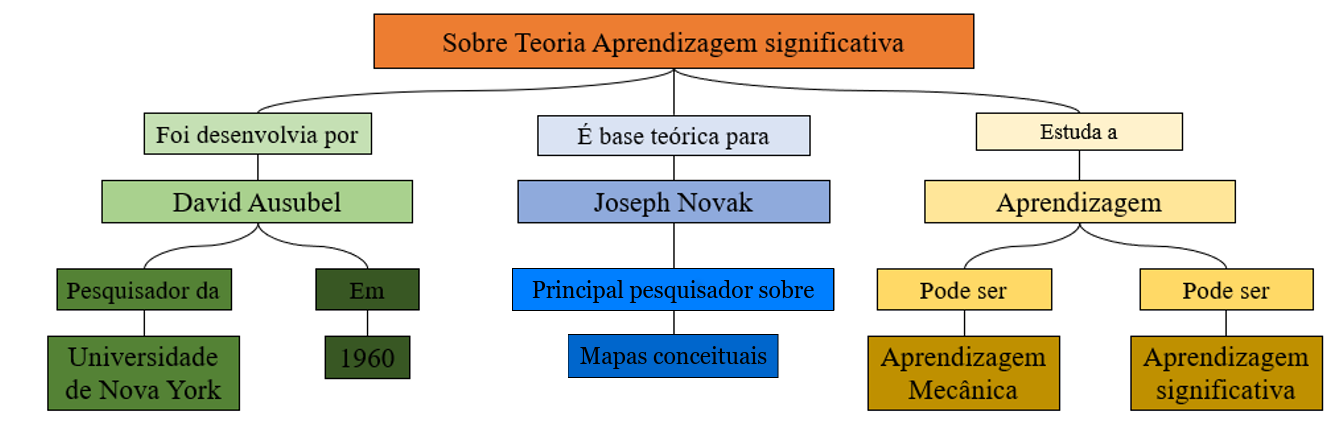 Sobre Teoria Aprendizagem significativa
Foi desenvolvia por
É base teórica para
Estuda a
David Ausubel
Joseph Novak
Aprendizagem
Pesquisador da
Em
Principal pesquisador sobre
Pode ser
Pode ser
Universidade
de Nova York
1960
Mapas conceituais
Aprendizagem
Mecânica
Aprendizagem
significativa